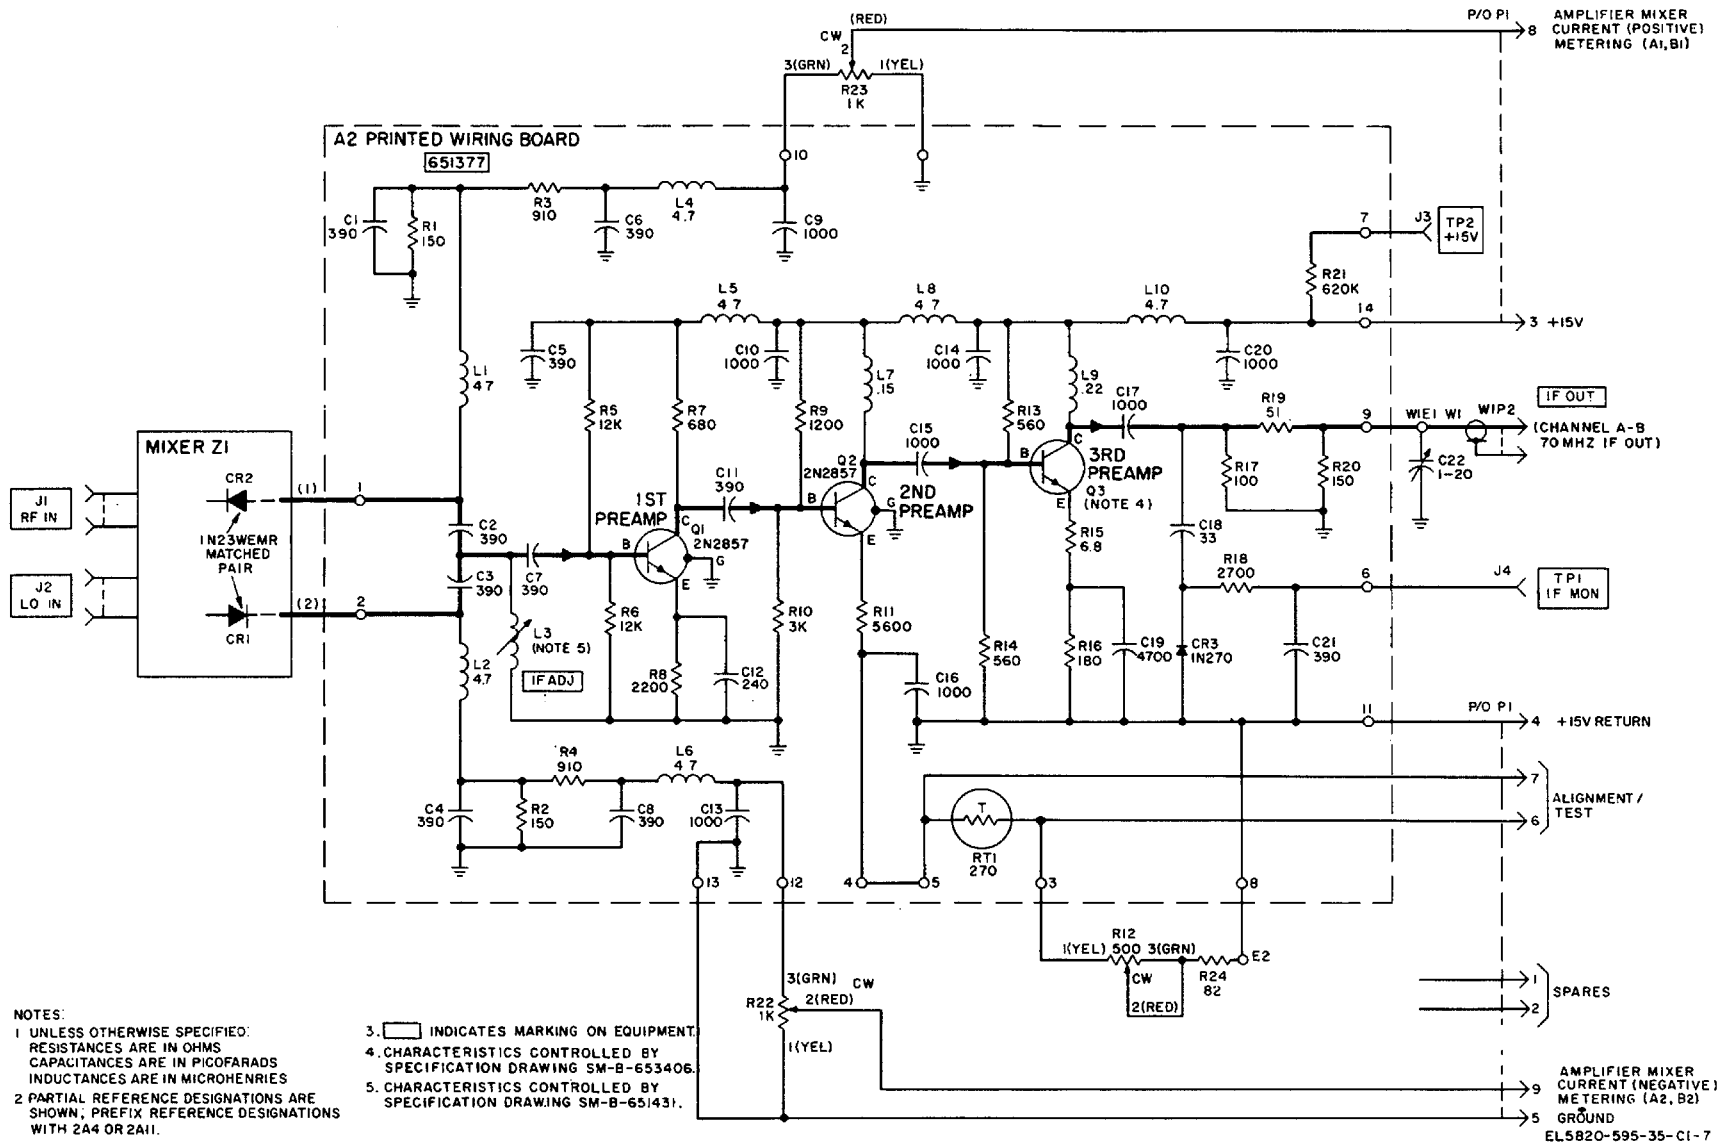 (RED)
P/O P1
8
AMPLIFIER MIXER
CURRENT (POSITIVE)
METERING (A1,B1)
CW
2
3(GRN)
1(YEL)
R23
1K
A2 PRINTED WIRING BOARD
651377
10
R3
910
L4
4.7
C1
390
R1
150
C6
390
C9
1000
7
J3
TP2
+15V
R21
620K
L5
4 7
L8
4 7
L10
4.7
14
3 +15V
C5
390
C10
1000
C14
1000
C20
1000
L1
47
L7
.15
L9
.22
C17
1000
R19
51
9
W1E1 W1
W1P2
IF OUT
(CHANNEL A-B
70 MHZ IF OUT)
R5
12K
R7
680
R9
1200
R13
560
C15
1000
MIXER Z1
CR2
(1)
1
J1
RF IN
1N23WEMR
MATCHED
PAIR
J2
LO IN
(2)
2
CR1
C2
390
C3
390
C7
390
C11
390
1ST
PREAMP
B
C
Q1
2N2857
G
E
Q2
2N2857
B
C
G
E
2ND
PREAMP
B
C
E
3RD
PREAMP
Q3
(NOTE 4)
R17
100
R20
150
C22
1-20
C18
33
R15
6.8
R18
2700
6
J4
TP1
IF MON
L3
(NOTE 5)
IF ADJ
R6
12K
R10
3K
R11
5600
R14
560
R16
180
C19
4700
CR3
1N270
C21
390
L2
4.7
R8
2200
C12
240
C16
1000
11
P/O P1
4 +15V RETURN
R4
910
L6
4 7
C4
390
R2
150
C8
390
C13
1000
7
6
ALIGNMENT/
TEST
T
RT1
270
13
12
4
5
3
8
R12
1(YEL) 500 3(GRN)
CW
2(RED)
R24
82
E2
3(GRN)
CW
R22
1K
2(RED)
1(YEL)
1
2
SPARES
9
AMPLIFIER MIXER
CURRENT (NEGATIVE)
METERING (A2, B2)
5 GROUND
NOTES:
1 UNLESS OTHERWISE SPECIFIED:
RESISTANCES ARE IN OHMS
CAPACITANCES ARE IN PICOFARADS
INDUCTANCES ARE IN MICROHENRIES
2 PARTIAL REFERENCE DESIGNATIONS ARE
SHOWN; PREFIX REFERENCE DESIGNATIONS
WITH 2A4 OR 2A11.
3. INDICATES MARKING ON EQUIPMENT.
4. CHARACTERISTICS CONTROLLED BY
SPECIFICATION DRAWING SM-B-653406.
5. CHARACTERISTICS CONTROLLED BY
SPECIFICATION DRAWING SM-B-651431.
EL5820-595-35-C1-7